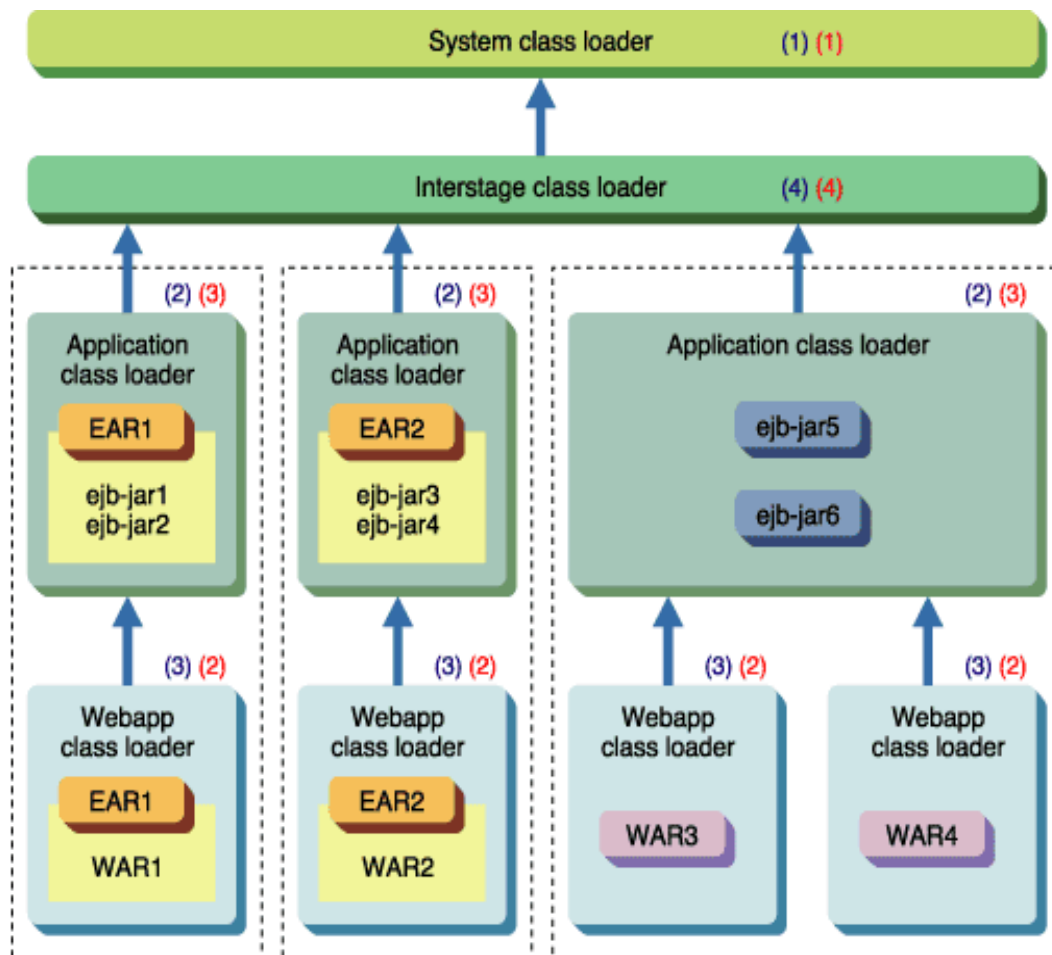 System class loader (1) (1)
Interstage class loader (4) (4)
(2) (3)
Application
class loader
EAR1
ejb-jar1
ejb-jar2
(3) (2)
Webapp
class loader
EAR1
WAR1
(2) (3)
Application
class loader
EAR2
ejb-jar3
ejb-jar4
(3) (2)
Webapp
class loader
EAR2
WAR2
(2) (3)
Application class loader
ejb-jar5
ejb-jar6
(3) (2)
Webapp
class loader
WAR3
(3) (2)
Webapp
class loader
WAR4